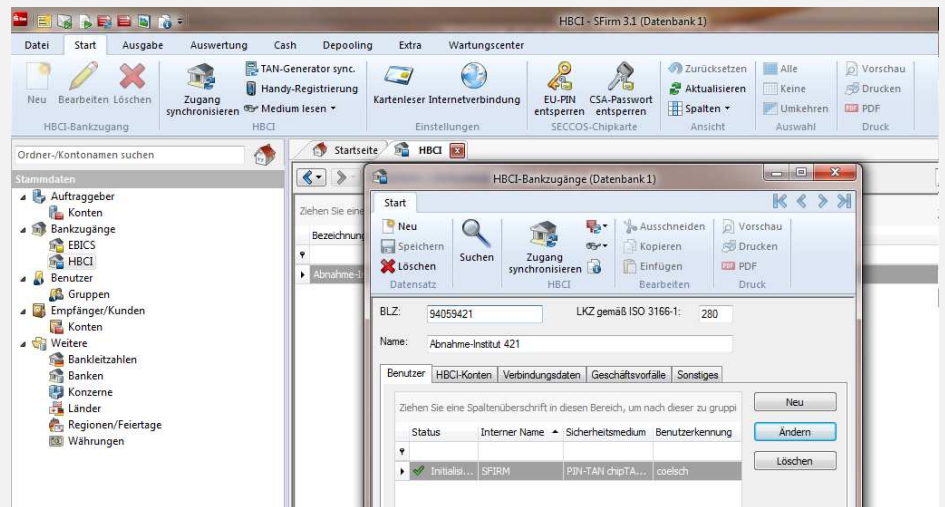 HBCI - SFirm 3.1 (Datenbank 1)
Datei Start Ausgabe Auswertung Cash Depooling Extra Wartungscenter
Neu Bearbeiten Löschen
HBCI-Bankzugang
Zugang synchronisieren
TAN-Generator sync.
Handy-Registrierung
Medium lesen
HBCI
Kartenleser Internetverbindung
Einstellungen
EU-PIN entsperren
CSA-Passwort entsperren
SECCOS-Chipkarte
Zurücksetzen
Aktualisieren
Spalten
Ansicht
Alle
Keine
Umkehren
Auswahl
Vorschau
Drucken
PDF
Druck
Ordner-/Kontonamen suchen
Stammdaten
Auftraggeber
Konten
Bankzugänge
EBICS
HBCI
Benutzer
Gruppen
Empfänger/Kunden
Konten
Weitere
Bankleitzahlen
Banken
Konzerne
Länder
Regionen/Feiertage
Währungen
Startseite HBCI
Ziehen Sie eine
Bezeichnung
Abnahme-I
HBCI-Bankzugänge (Datenbank 1)
Start
Neu
Speichern
Löschen
Datensatz
Suchen
Zugang
synchronisieren
HBCI
Ausschneiden
Kopieren
Einfügen
Bearbeiten
Vorschau
Drucken
PDF
Druck
BLZ: 94059421 LKZ gemäß ISO 3166-1: 280
Name: Abnahme-Institut 421
Benutzer HBCI-Konten Verbindungsdaten Geschäftsvorfälle Sonstiges
Ziehen Sie eine Spaltenüberschrift in diesen Bereich, um nach dieser zu gruppi
Status Interner Name Sicherheitsmedium Benutzerkennung
Initialisi... SFIRM PIN-TAN chipTA... coelsch
Neu
Ändern
Löschen